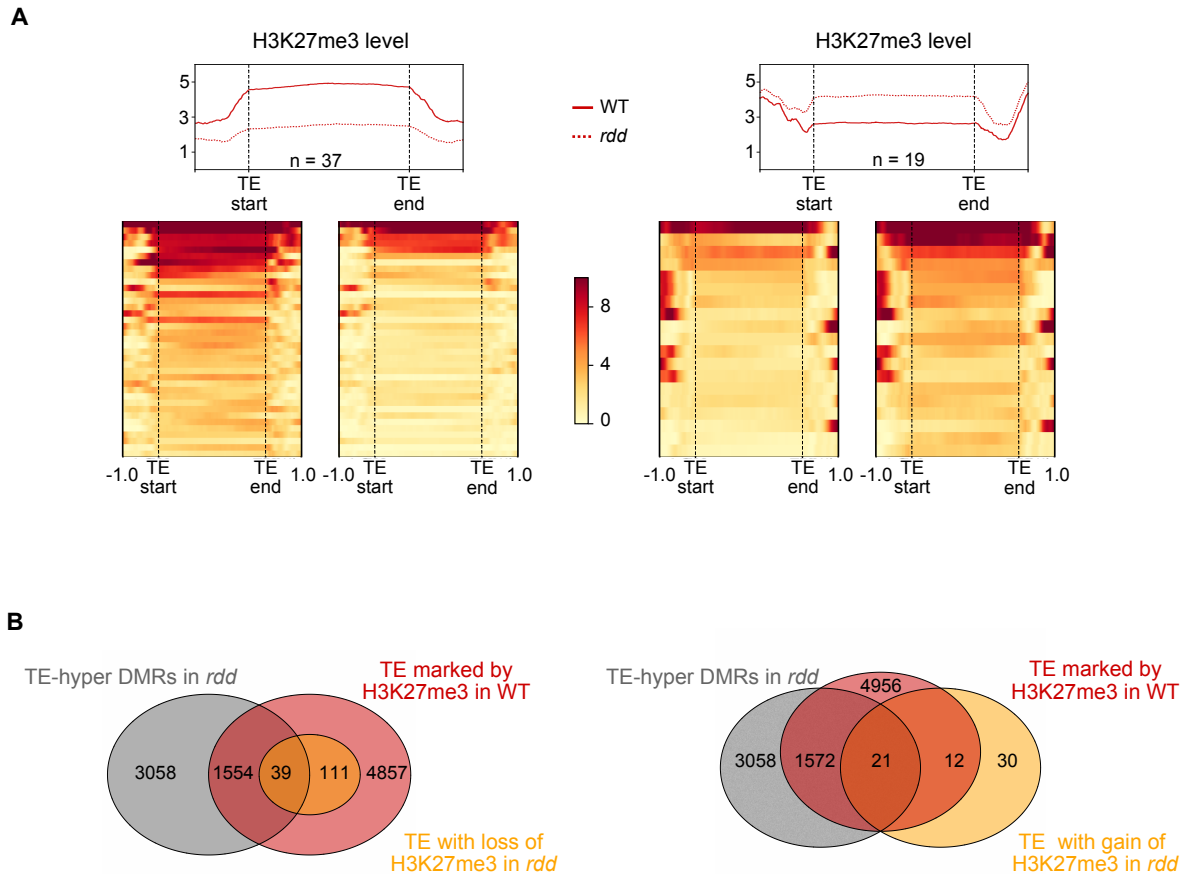 A
H3K27me3 level
5
3
1
n = 37
TE
start
TE
end
WT
rdd
H3K27me3 level
5
3
1
n = 19
TE
start
TE
end
8
4
0
-1.0
TE
start
TE
end
1.0
TE
start
TE
end
1.0
-1.0
TE
start
TE
end
1.0
TE
start
TE
end
1.0
B
TE-hyper DMRs in rdd
TE marked by
H3K27me3 in WT
3058
1554
39
111
4857
TE with loss of
H3K27me3 in rdd
TE-hyper DMRs in rdd
TE marked by
H3K27me3 in WT
4956
3058
1572
21
12
30
TE with gain of
H3K27me3 in rdd